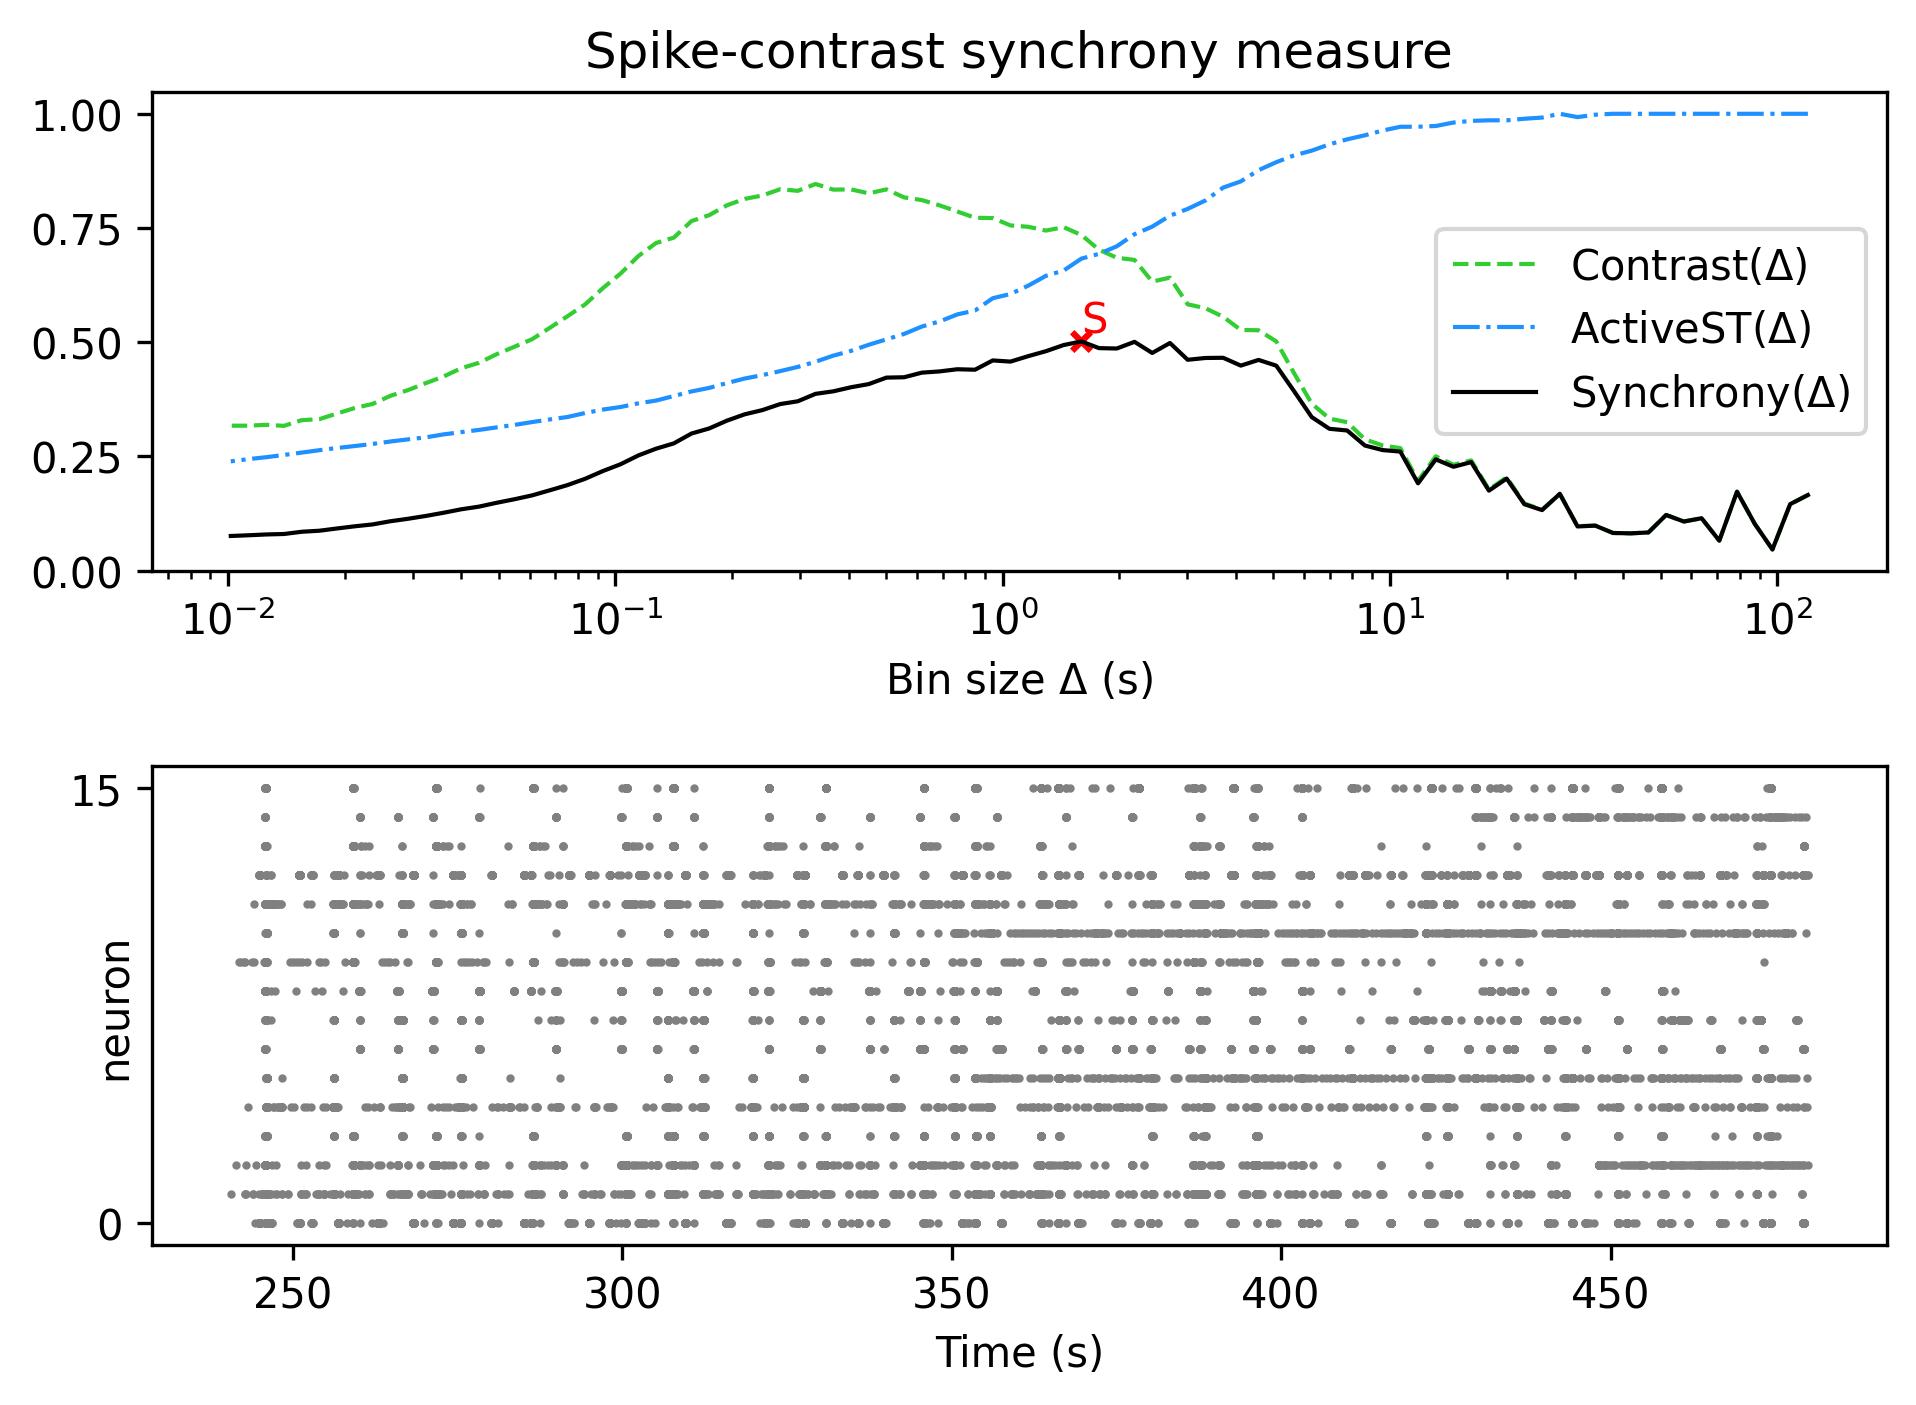 Spike-contrast synchrony measure
1.00
0.75
0.50
0.25
0.00
S
Contrast(Δ)
ActiveST(Δ)
Synchrony(Δ)
10⁻² 10⁻¹ 10⁰ 10¹ 10²
Bin size Δ (s)
15
neuron
0
250 300 350 400 450
Time (s)